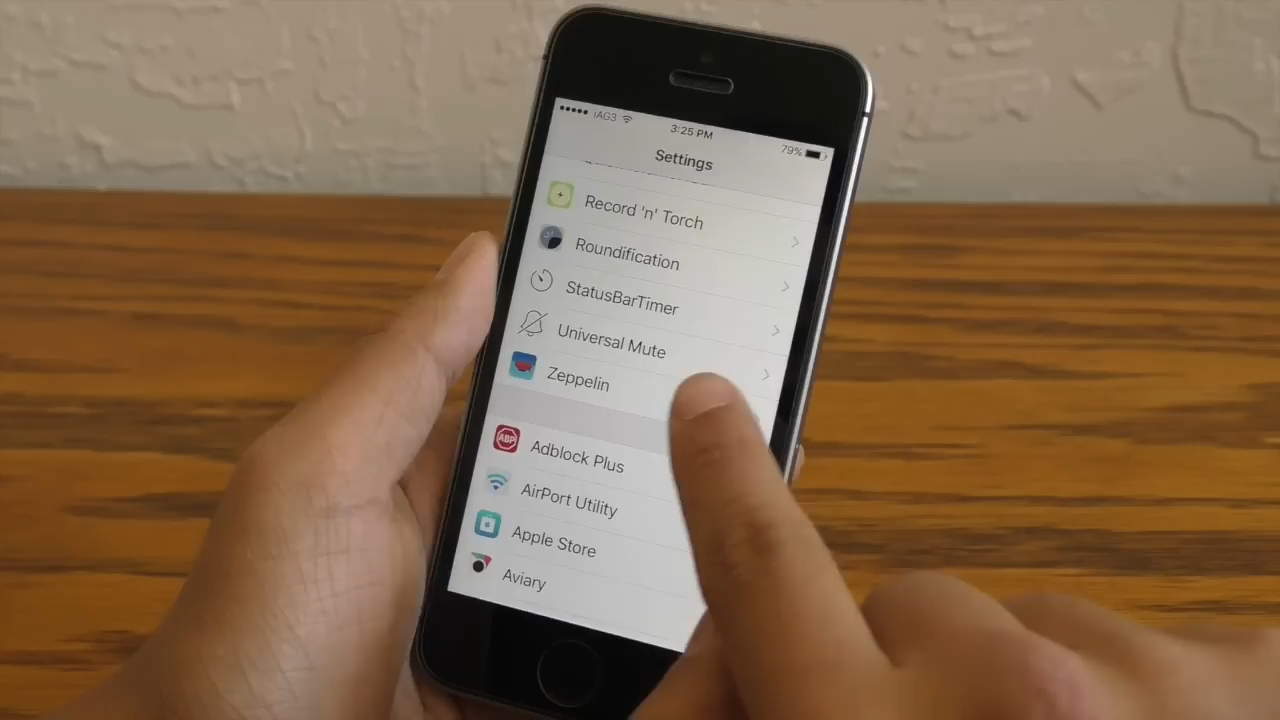 iAG3 3:25 PM 79%
Settings
Record 'n' Torch
Roundification
StatusBarTimer
Universal Mute
Zeppelin
ABP Adblock Plus
AirPort Utility
Apple Store
Aviary